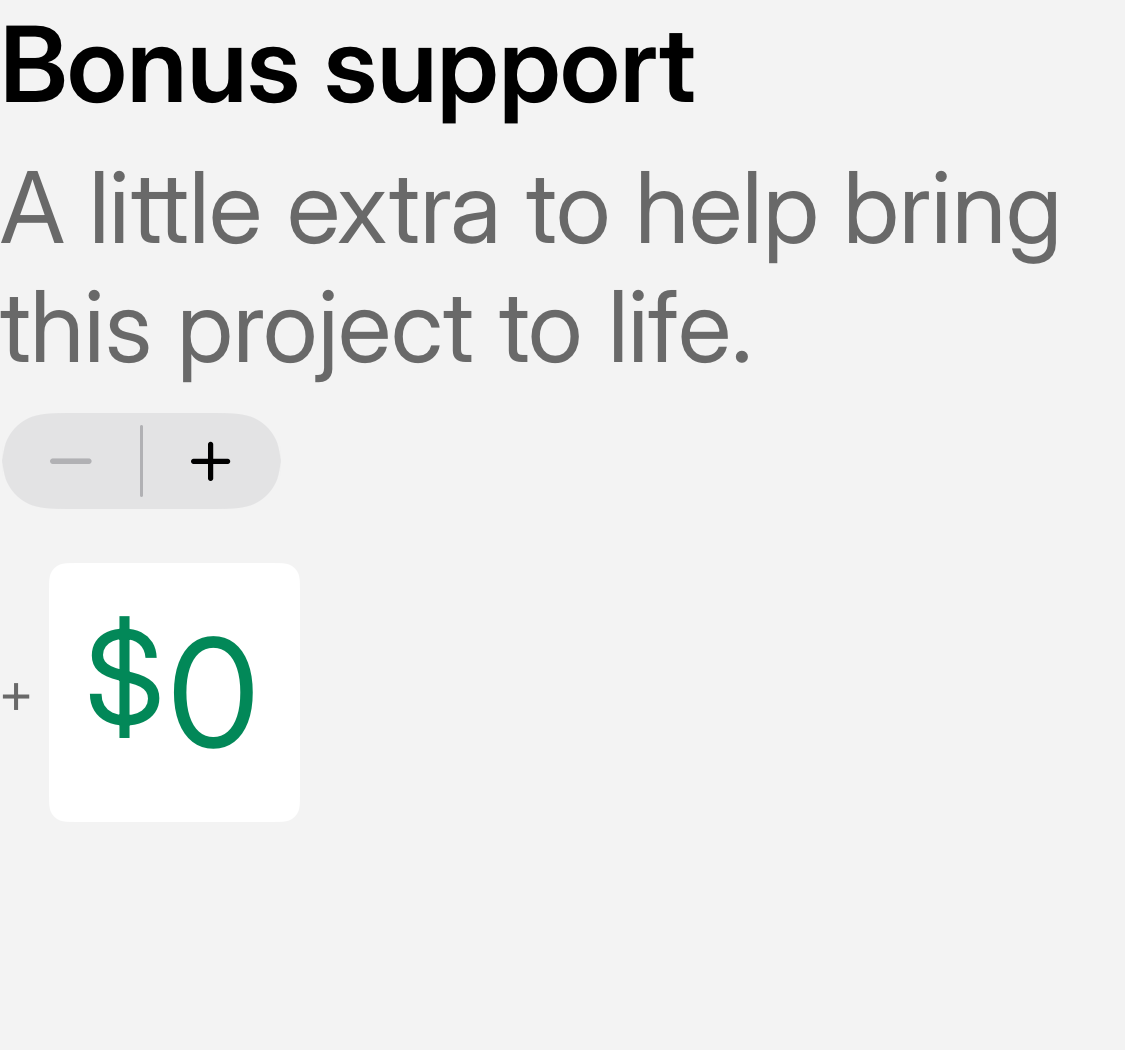 Bonus support
A little extra to help bring
this project to life.
− +
+ $0